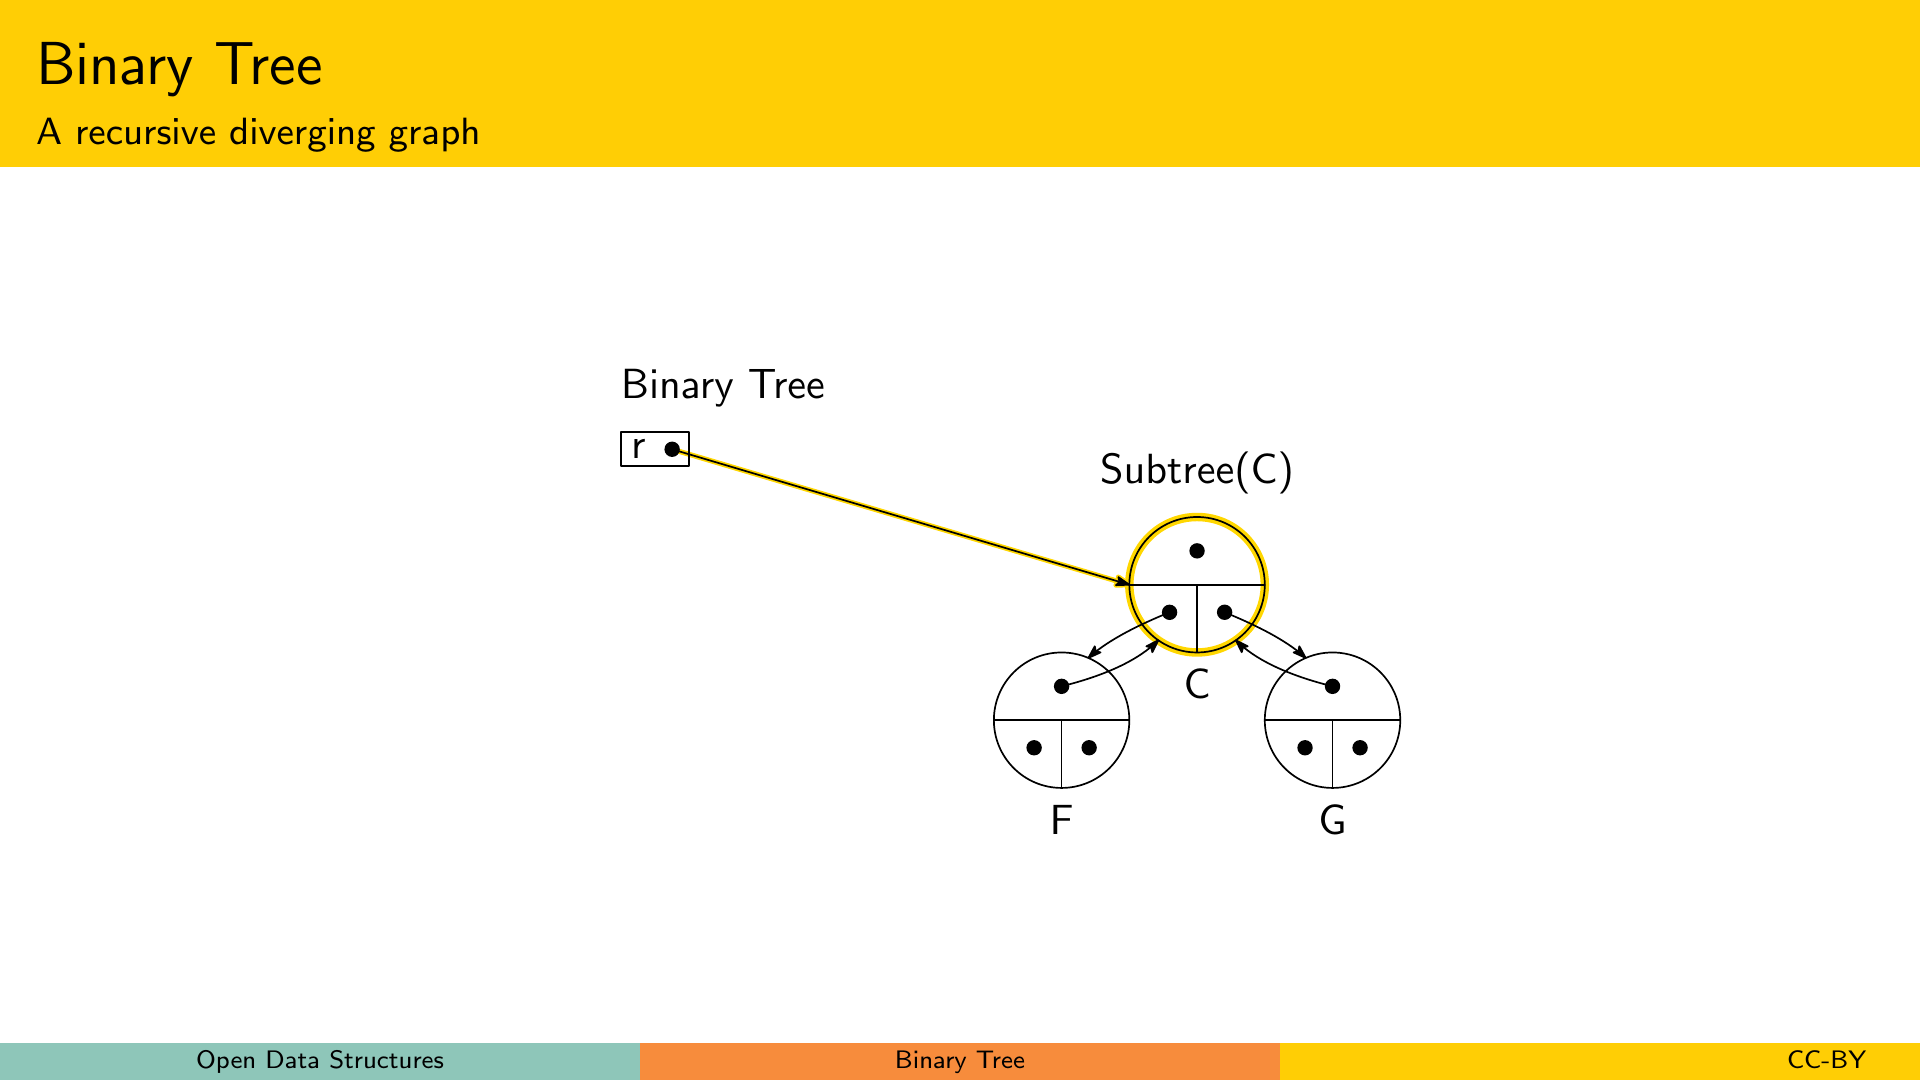 Binary Tree
A recursive diverging graph
Binary Tree
r
Subtree(C)
C
F
G
Open Data Structures
Binary Tree
CC-BY